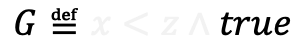 G ≝ x < z ∧ true